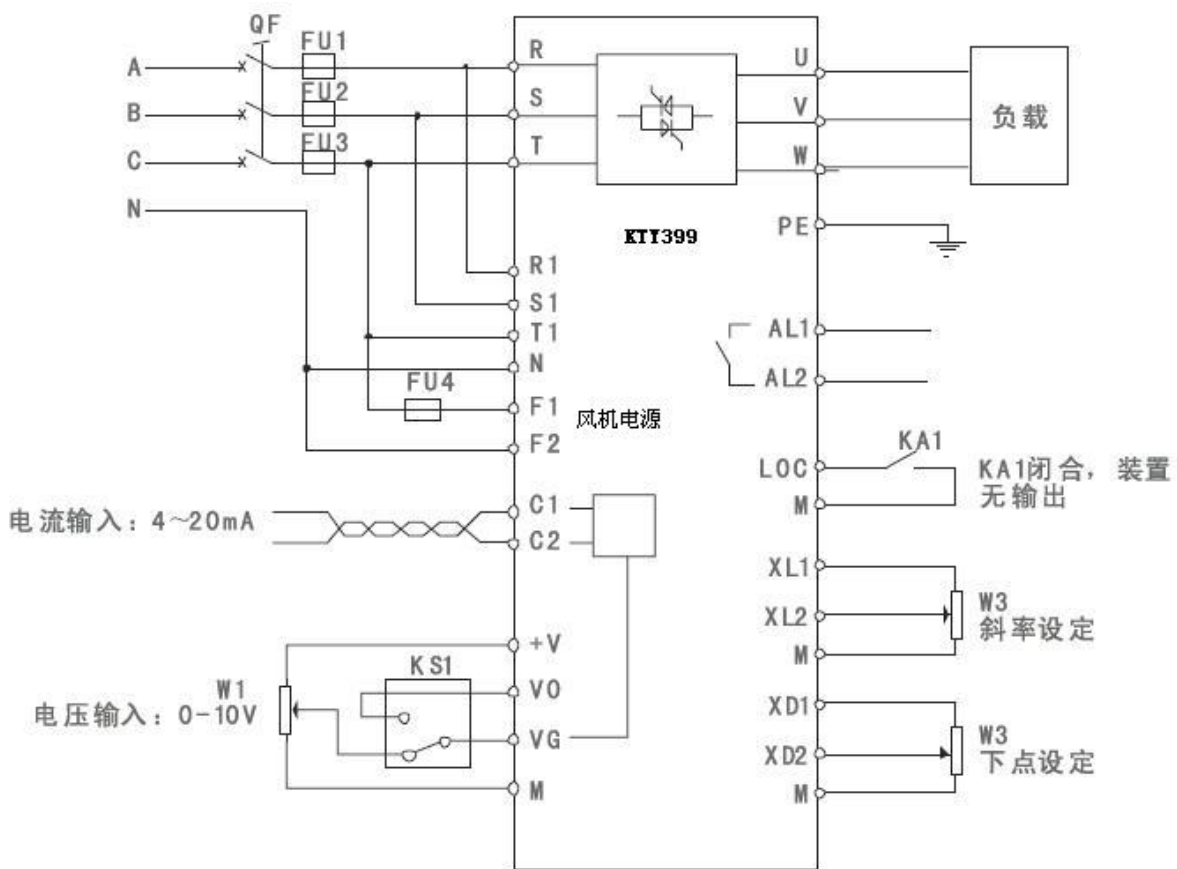 QF
FU1
FU2
FU3
A
B
C
N
R
S
T
U
V
W
负载
PE
KTY399
R1
S1
T1
N
FU4
F1
F2
风机电源
AL1
AL2
LOC
M
KA1
KA1闭合，装置
无输出
电流输入：4～20mA
C1
C2
XL1
XL2
M
W3
斜率设定
+V
KS1
VO
VG
M
W1
电压输入：0-10V
XD1
XD2
M
W3
下点设定